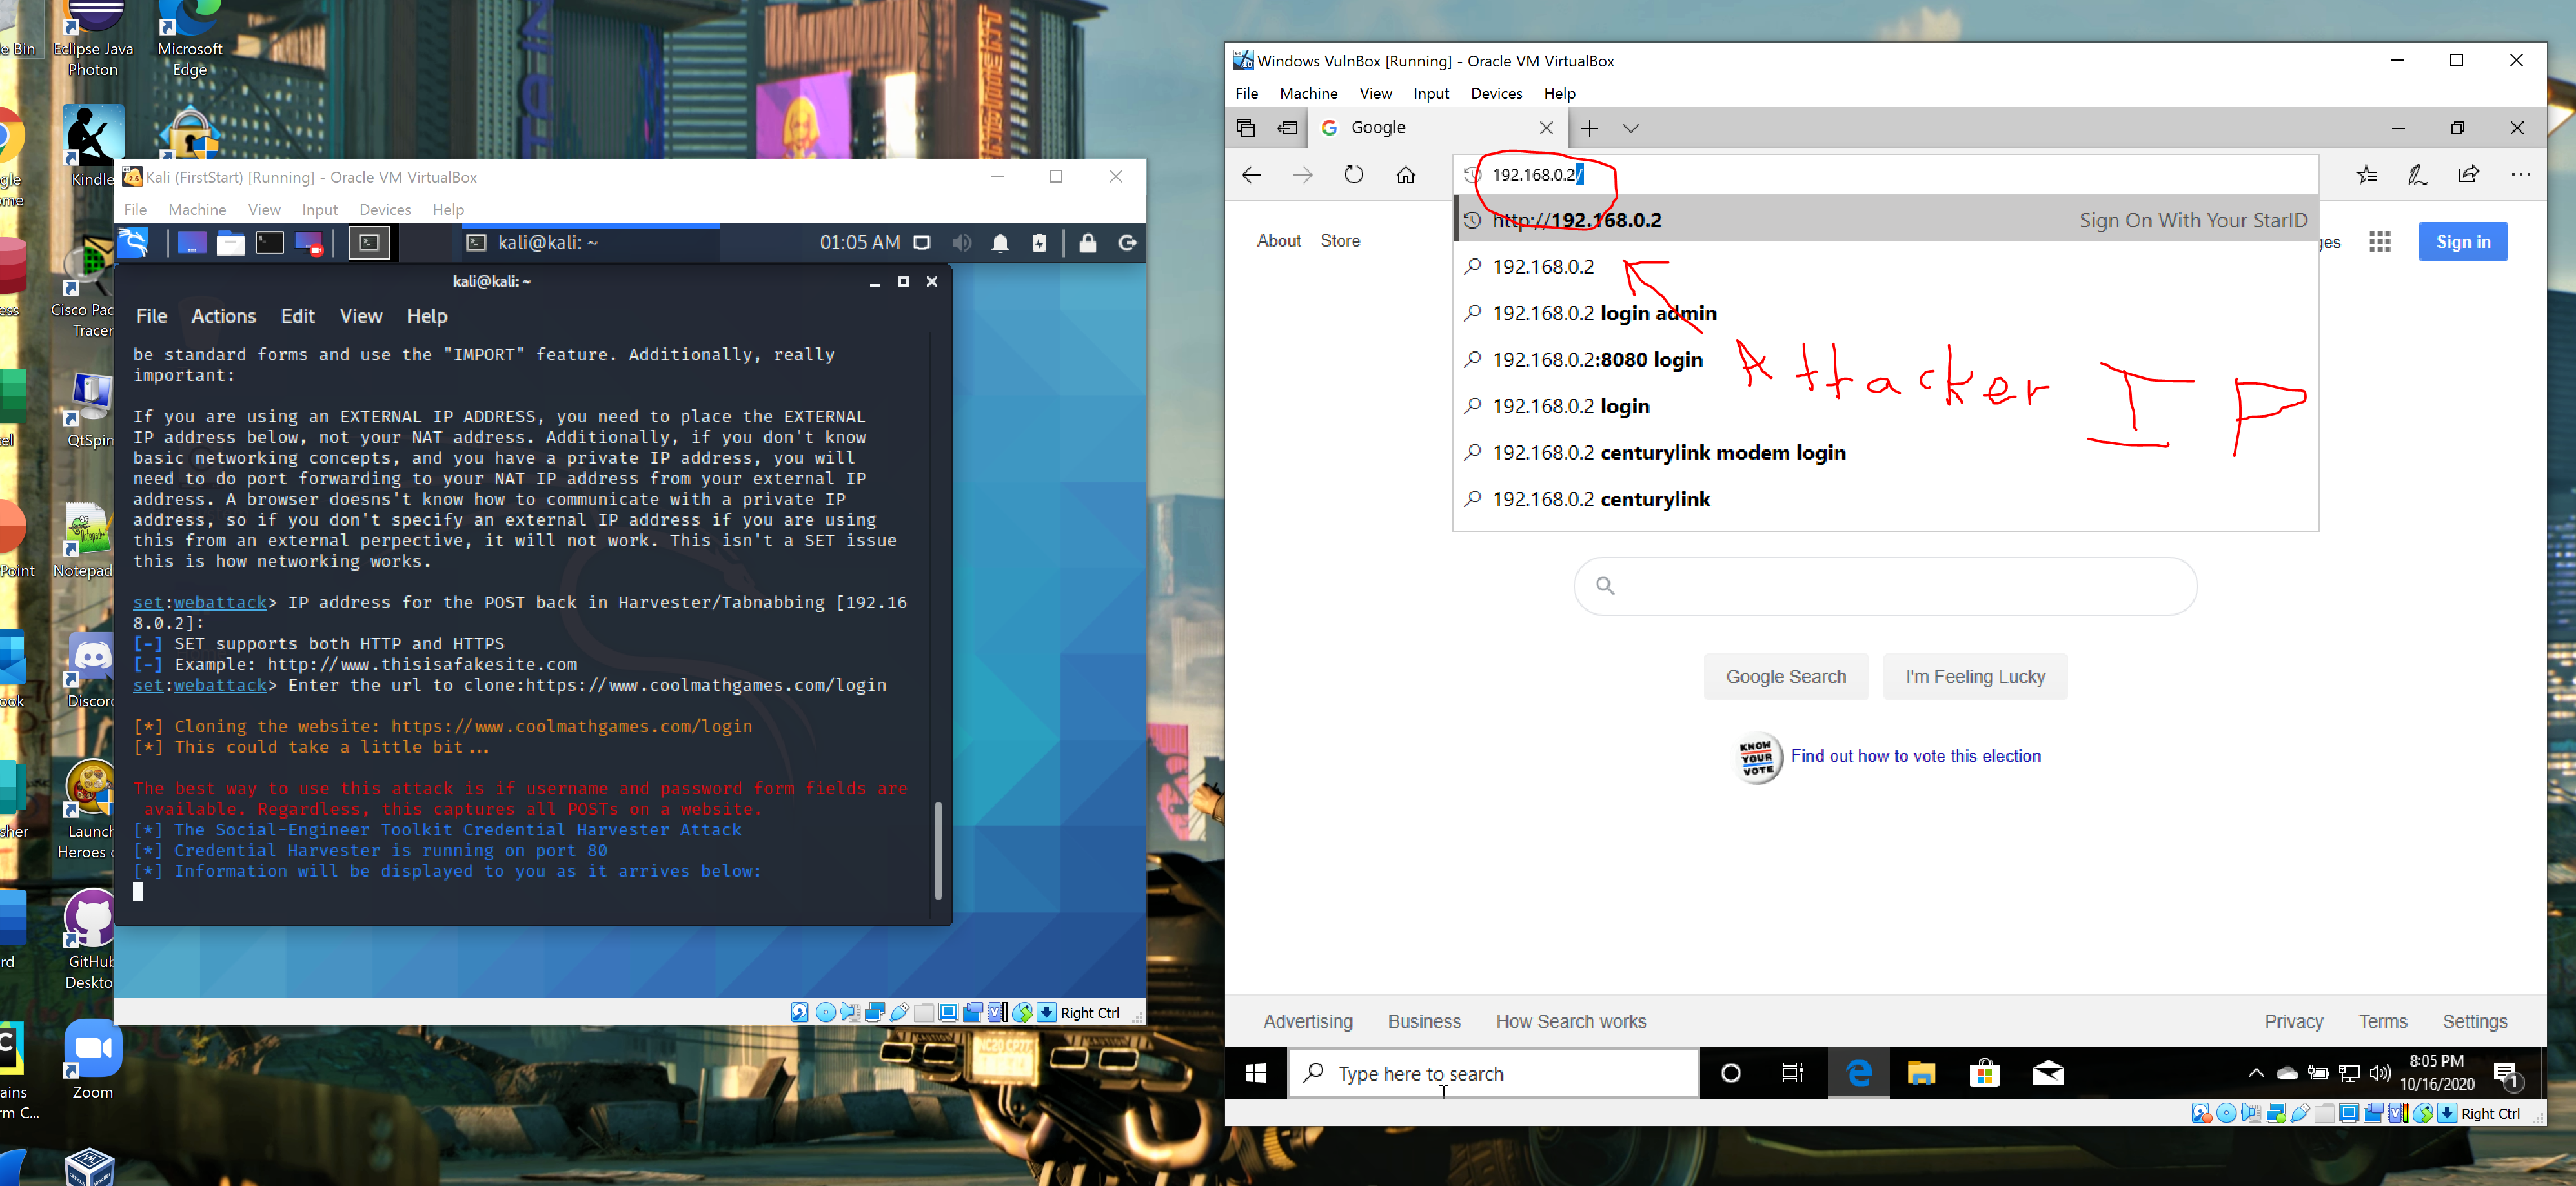 e Bin
Eclipse Java
Photon
Microsoft
Edge
gle
ome
Kindle
ess
Cisco Pac
Tracer
cel
QtSpim
Point
Notepad
ook
Discord
sher
Launch
Heroes o
rd
GitHub
Deskto
ains
rm C...
Zoom
NC20 CP77
Kali (FirstStart) [Running] - Oracle VM VirtualBox
File Machine View Input Devices Help
kali@kali: ~ 01:05 AM
kali@kali: ~
File Actions Edit View Help
be standard forms and use the "IMPORT" feature. Additionally, really
important:
If you are using an EXTERNAL IP ADDRESS, you need to place the EXTERNAL
IP address below, not your NAT address. Additionally, if you don't know
basic networking concepts, and you have a private IP address, you will
need to do port forwarding to your NAT IP address from your external IP
address. A browser doesns't know how to communicate with a private IP
address, so if you don't specify an external IP address if you are using
this from an external perpective, it will not work. This isn't a SET issue
this is how networking works.
set:webattack> IP address for the POST back in Harvester/Tabnabbing [192.16
8.0.2]:
[-] SET supports both HTTP and HTTPS
[-] Example: http://www.thisisafakesite.com
set:webattack> Enter the url to clone:https://www.coolmathgames.com/login
[*] Cloning the website: https://www.coolmathgames.com/login
[*] This could take a little bit...
The best way to use this attack is if username and password form fields are
available. Regardless, this captures all POSTs on a website.
[*] The Social-Engineer Toolkit Credential Harvester Attack
[*] Credential Harvester is running on port 80
[*] Information will be displayed to you as it arrives below:
Right Ctrl
Windows VulnBox [Running] - Oracle VM VirtualBox
File Machine View Input Devices Help
Google
192.168.0.2/
http://192.168.0.2 Sign On With Your StarID
About Store ges Sign in
192.168.0.2
192.168.0.2 login admin
192.168.0.2:8080 login
192.168.0.2 login
192.168.0.2 centurylink modem login
192.168.0.2 centurylink
Attacker IP
Google Search I'm Feeling Lucky
KNOW
YOUR
VOTE
Find out how to vote this election
Advertising Business How Search works Privacy Terms Settings
Type here to search
8:05 PM
10/16/2020
1
Right Ctrl